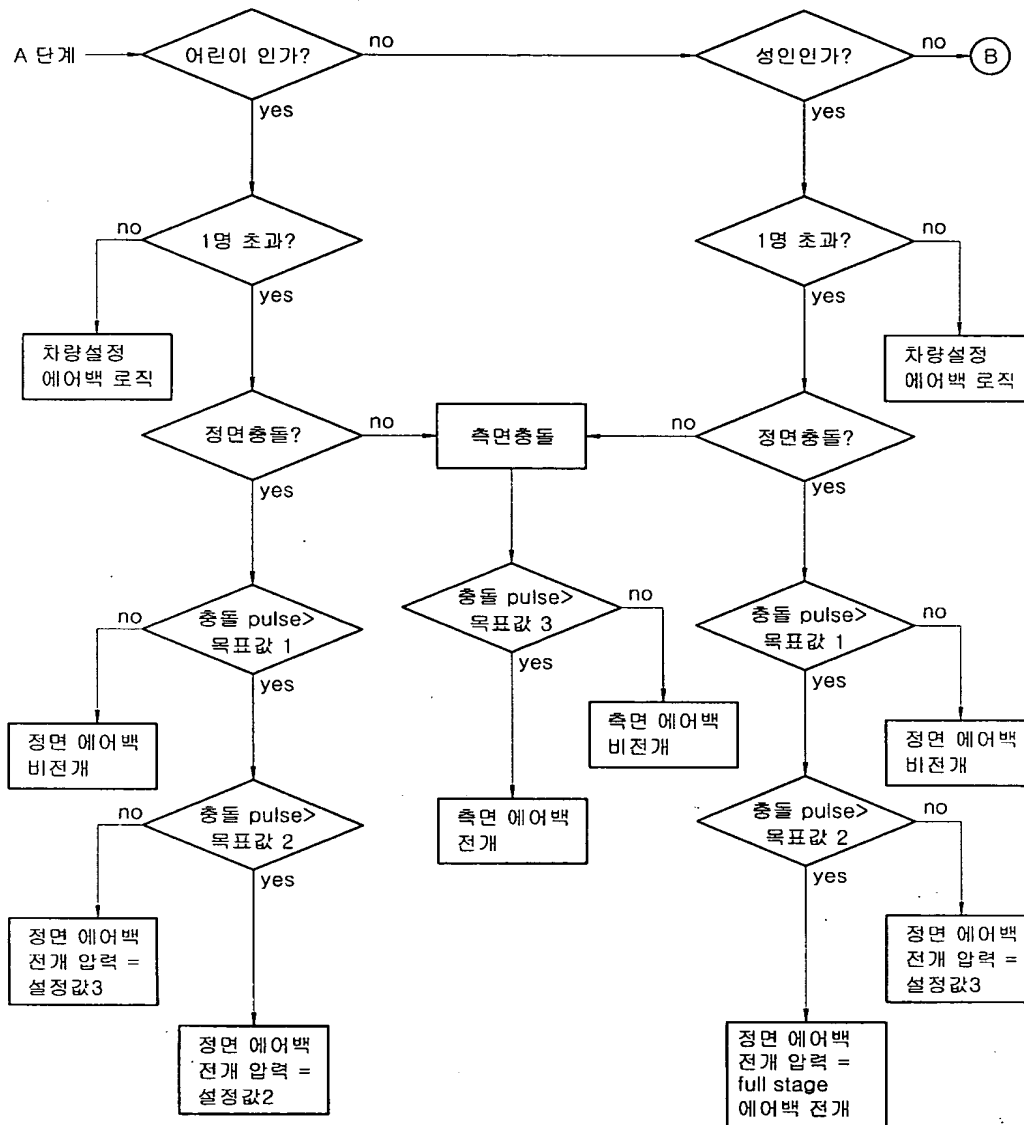 A 단계
어린이 인가?
no
성인인가?
no
B
yes
yes
no
1명 초과?
1명 초과?
no
yes
yes
차량설정
에어백 로직
차량설정
에어백 로직
정면충돌?
no
측면충돌
no
정면충돌?
yes
yes
no
충돌 pulse>
목표값 1
충돌 pulse>
목표값 3
no
충돌 pulse>
목표값 1
no
yes
yes
yes
정면 에어백
비전개
측면 에어백
비전개
정면 에어백
비전개
no
충돌 pulse>
목표값 2
측면 에어백
전개
충돌 pulse>
목표값 2
no
yes
yes
정면 에어백
전개 압력 =
설정값3
정면 에어백
전개 압력 =
설정값3
정면 에어백
전개 압력 =
설정값2
정면 에어백
전개 압력 =
full stage
에어백 전개